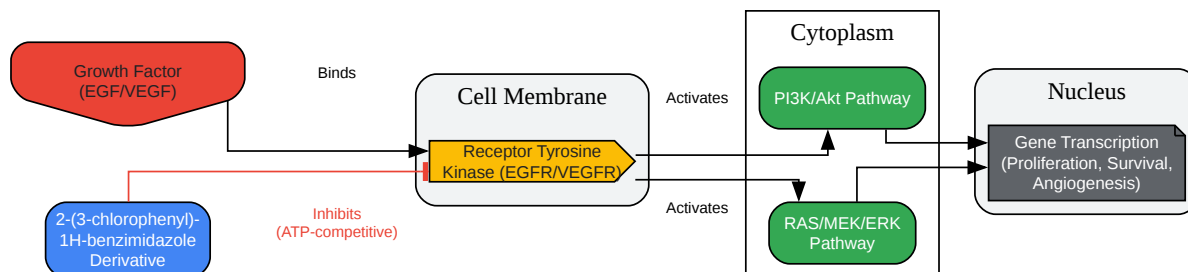 Growth Factor
(EGF/VEGF)
Binds
Cell Membrane
Receptor Tyrosine
Kinase (EGFR/VEGFR)
2-(3-chlorophenyl)-
1H-benzimidazole
Derivative
Inhibits
(ATP-competitive)
Activates
Activates
Cytoplasm
PI3K/Akt Pathway
RAS/MEK/ERK
Pathway
Nucleus
Gene Transcription
(Proliferation, Survival,
Angiogenesis)